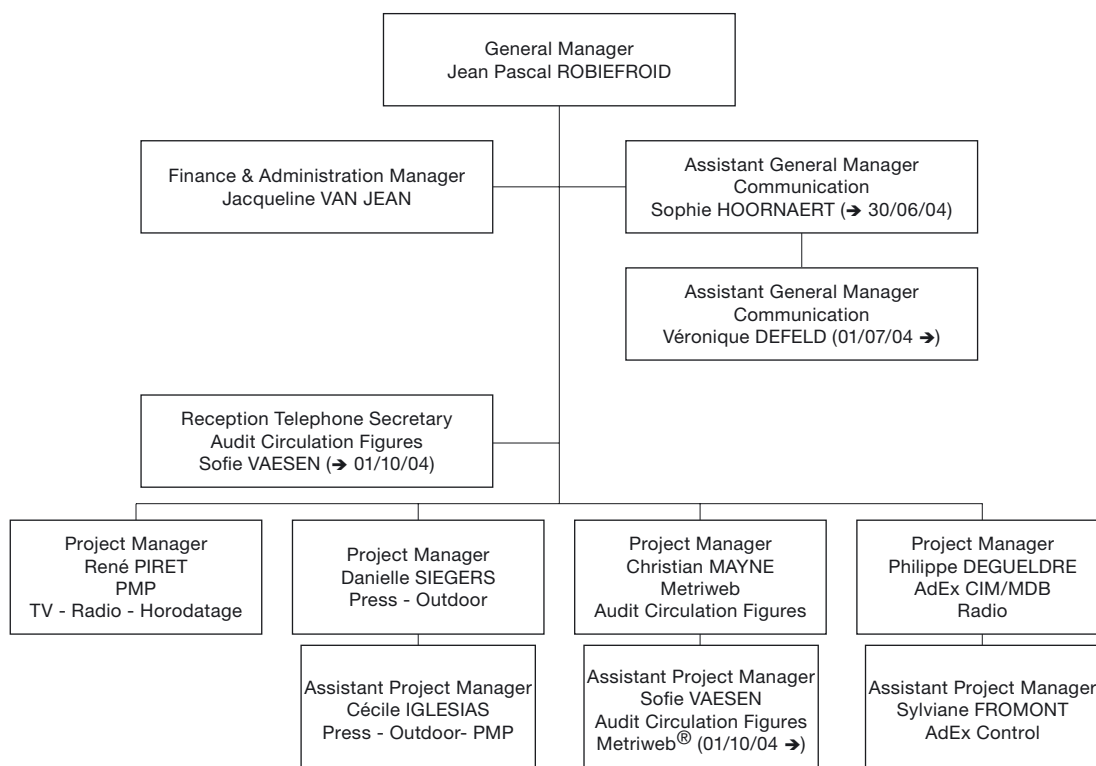 General Manager
Jean Pascal ROBIEFROID
Finance & Administration Manager
Jacqueline VAN JEAN
Assistant General Manager
Communication
Sophie HOORNAERT (➔ 30/06/04)
Assistant General Manager
Communication
Véronique DEFELD (01/07/04 ➔)
Reception Telephone Secretary
Audit Circulation Figures
Sofie VAESEN (➔ 01/10/04)
Project Manager
René PIRET
PMP
TV - Radio - Horodatage
Project Manager
Danielle SIEGERS
Press - Outdoor
Project Manager
Christian MAYNE
Metriweb
Audit Circulation Figures
Project Manager
Philippe DEGUELDRE
AdEx CIM/MDB
Radio
Assistant Project Manager
Cécile IGLESIAS
Press - Outdoor- PMP
Assistant Project Manager
Sofie VAESEN
Audit Circulation Figures
Metriweb® (01/10/04 ➔)
Assistant Project Manager
Sylviane FROMONT
AdEx Control